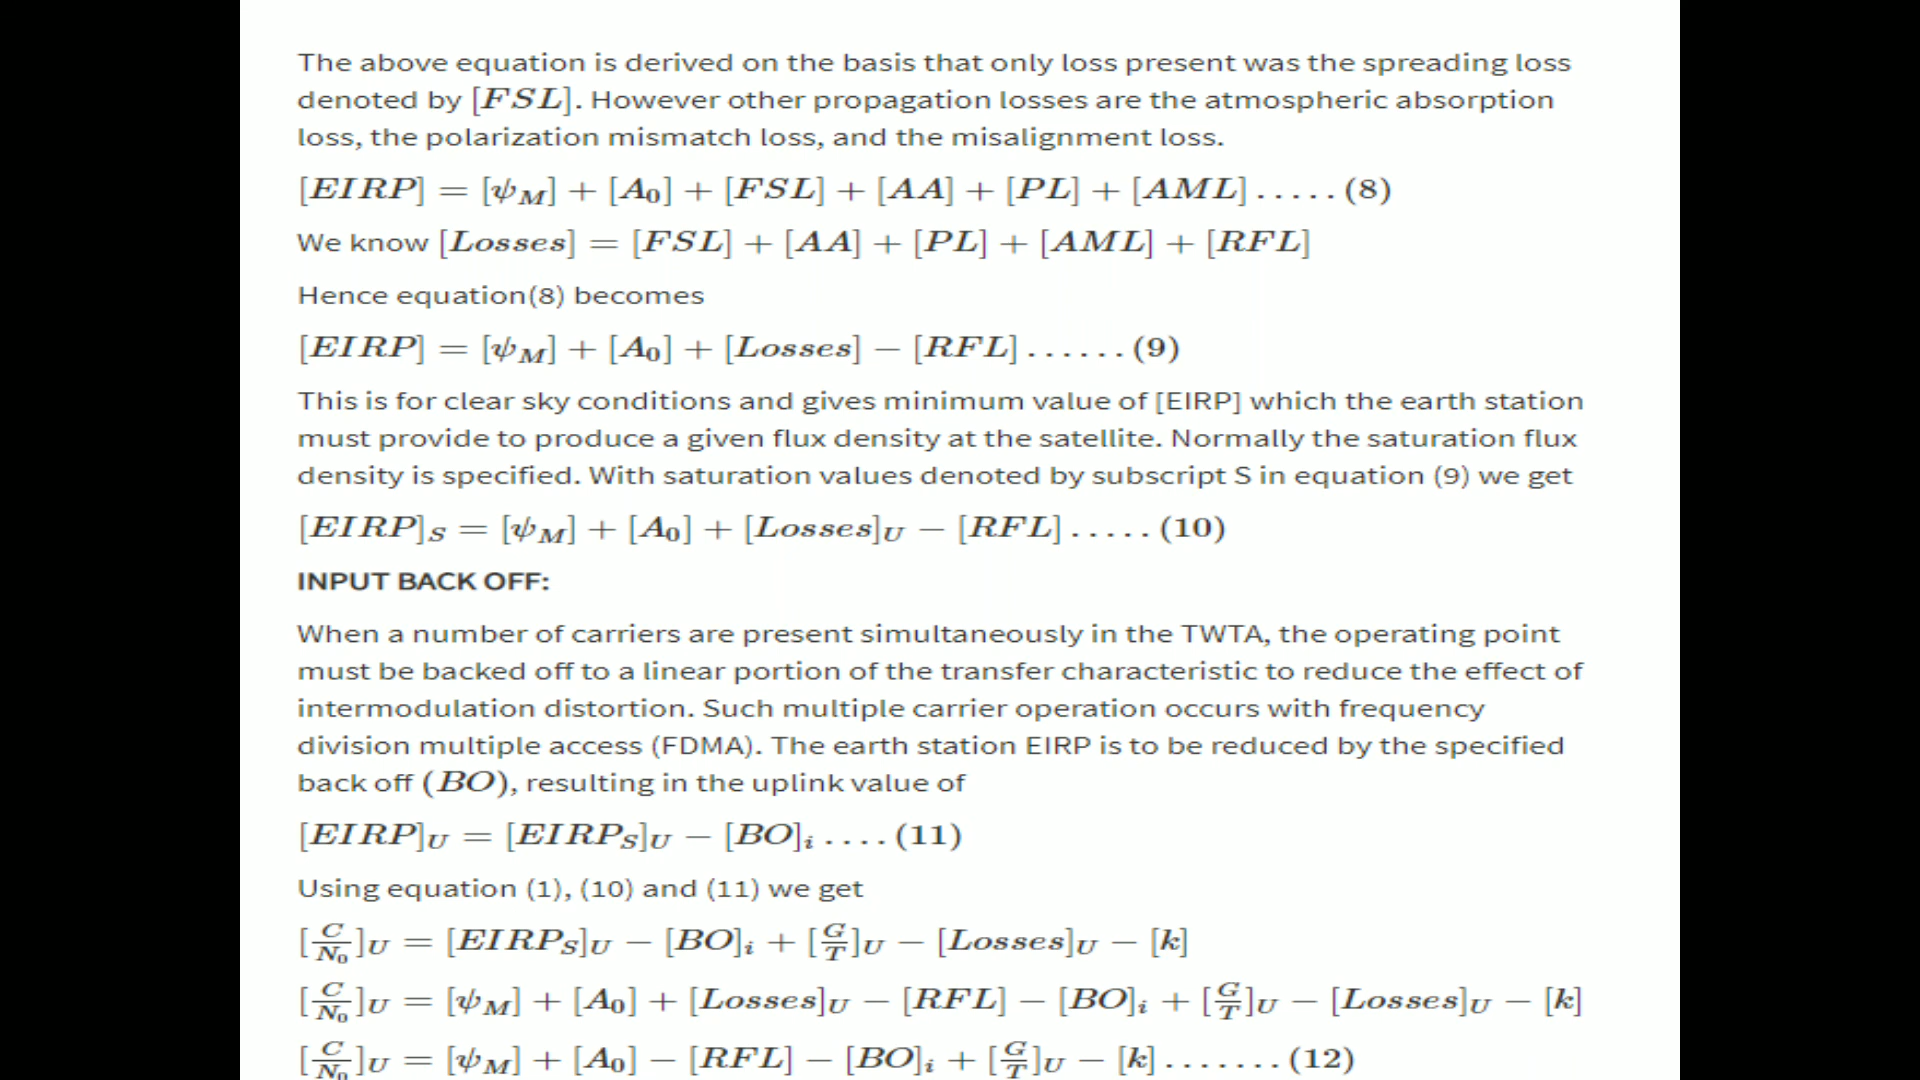 The above equation is derived on the basis that only loss present was the spreading loss
denoted by [FSL]. However other propagation losses are the atmospheric absorption
loss, the polarization mismatch loss, and the misalignment loss.
[EIRP] = [ψ_M] + [A_0] + [FSL] + [AA] + [PL] + [AML] ..... (8)
We know [Losses] = [FSL] + [AA] + [PL] + [AML] + [RFL]
Hence equation(8) becomes
[EIRP] = [ψ_M] + [A_0] + [Losses] − [RFL] ...... (9)
This is for clear sky conditions and gives minimum value of [EIRP] which the earth station
must provide to produce a given flux density at the satellite. Normally the saturation flux
density is specified. With saturation values denoted by subscript S in equation (9) we get
[EIRP]_S = [ψ_M] + [A_0] + [Losses]_U − [RFL] ..... (10)
INPUT BACK OFF:
When a number of carriers are present simultaneously in the TWTA, the operating point
must be backed off to a linear portion of the transfer characteristic to reduce the effect of
intermodulation distortion. Such multiple carrier operation occurs with frequency
division multiple access (FDMA). The earth station EIRP is to be reduced by the specified
back off (BO), resulting in the uplink value of
[EIRP]_U = [EIRP_S]_U − [BO]_i .... (11)
Using equation (1), (10) and (11) we get
[C/N_0]_U = [EIRP_S]_U − [BO]_i + [G/T]_U − [Losses]_U − [k]
[C/N_0]_U = [ψ_M] + [A_0] + [Losses]_U − [RFL] − [BO]_i + [G/T]_U − [Losses]_U − [k]
[C/N_0]_U = [ψ_M] + [A_0] − [RFL] − [BO]_i + [G/T]_U − [k] ....... (12)